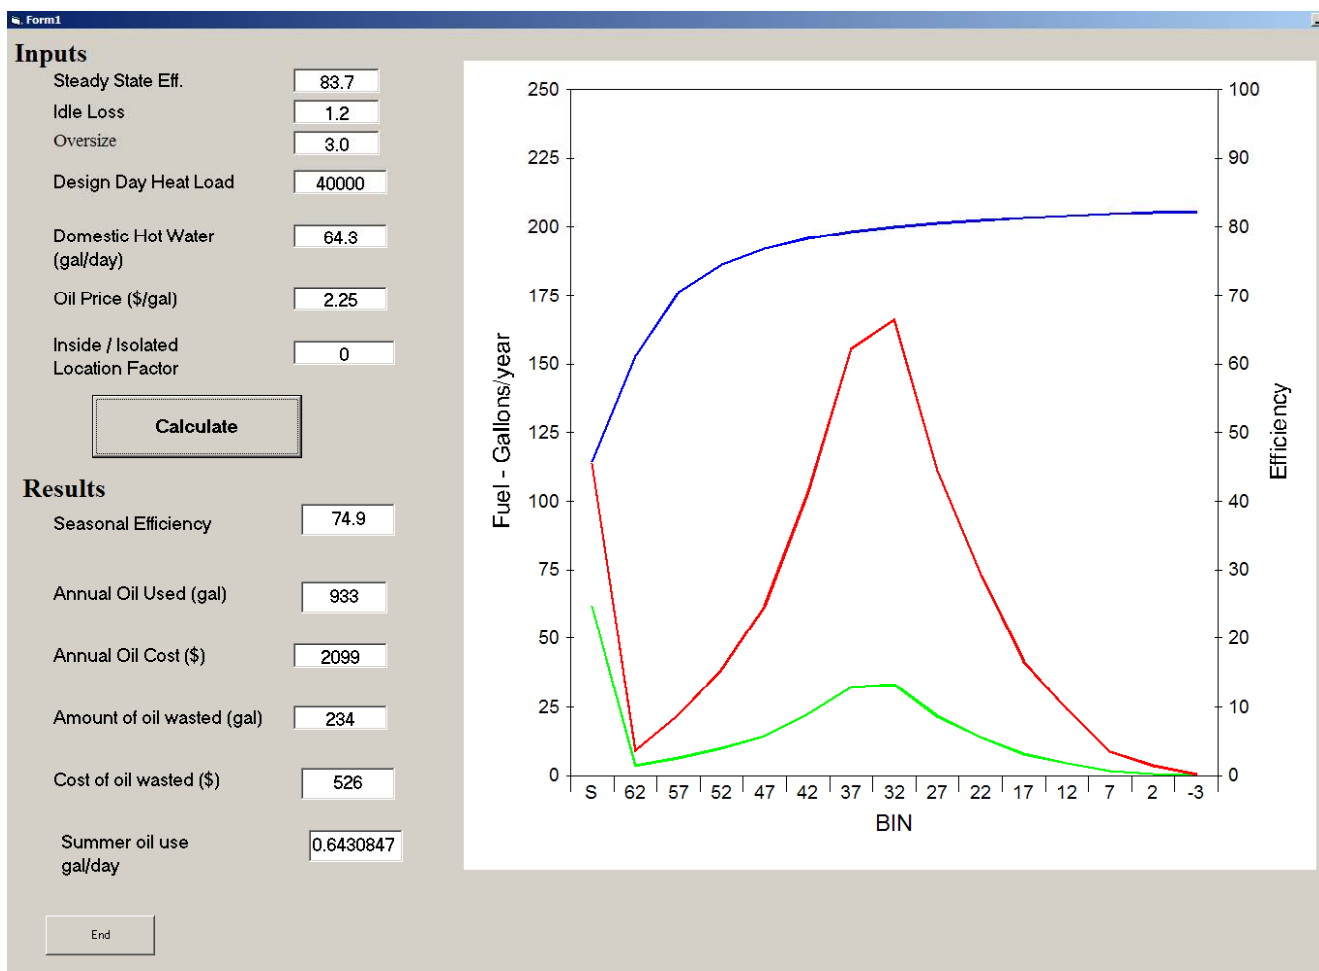 Form1
Inputs
Steady State Eff.
83.7
Idle Loss
1.2
Oversize
3.0
Design Day Heat Load
40000
Domestic Hot Water
(gal/day)
64.3
Oil Price ($/gal)
2.25
Inside / Isolated
Location Factor
0
Calculate
Results
Seasonal Efficiency
74.9
Annual Oil Used (gal)
933
Annual Oil Cost ($)
2099
Amount of oil wasted (gal)
234
Cost of oil wasted ($)
526
Summer oil use
gal/day
0.6430847
End
Fuel - Gallons/year
250
225
200
175
150
125
100
75
50
25
0
S 62 57 52 47 42 37 32 27 22 17 12 7 2 -3
BIN
100
90
80
70
60
50
40
30
20
10
0
Efficiency